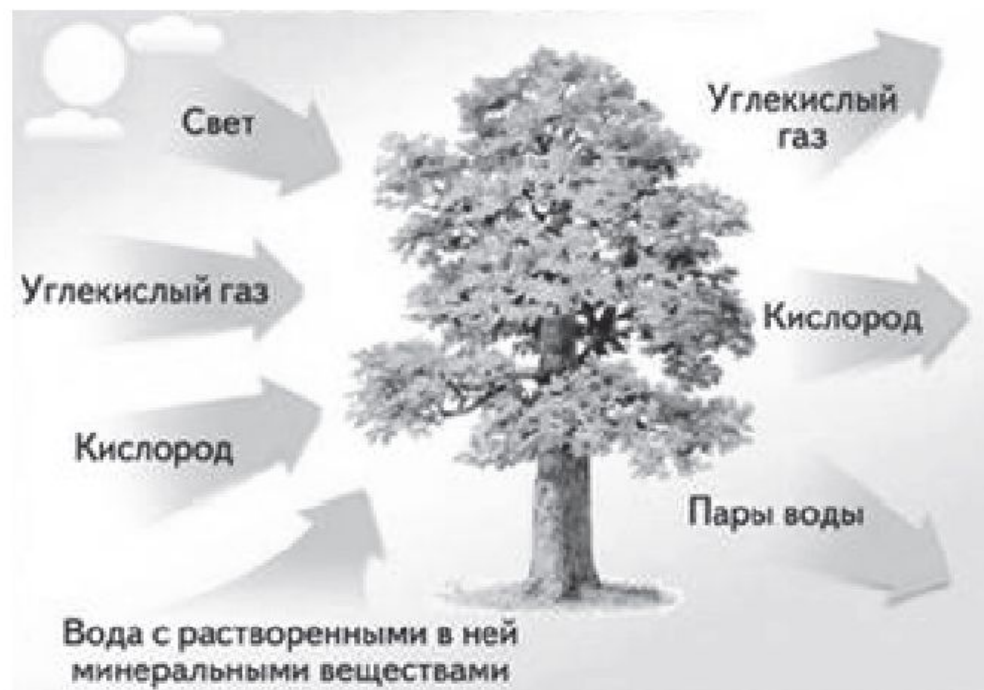 Свет
Углекислый газ
Кислород
Вода с растворенными в ней
минеральными веществами
Углекислый
газ
Кислород
Пары воды